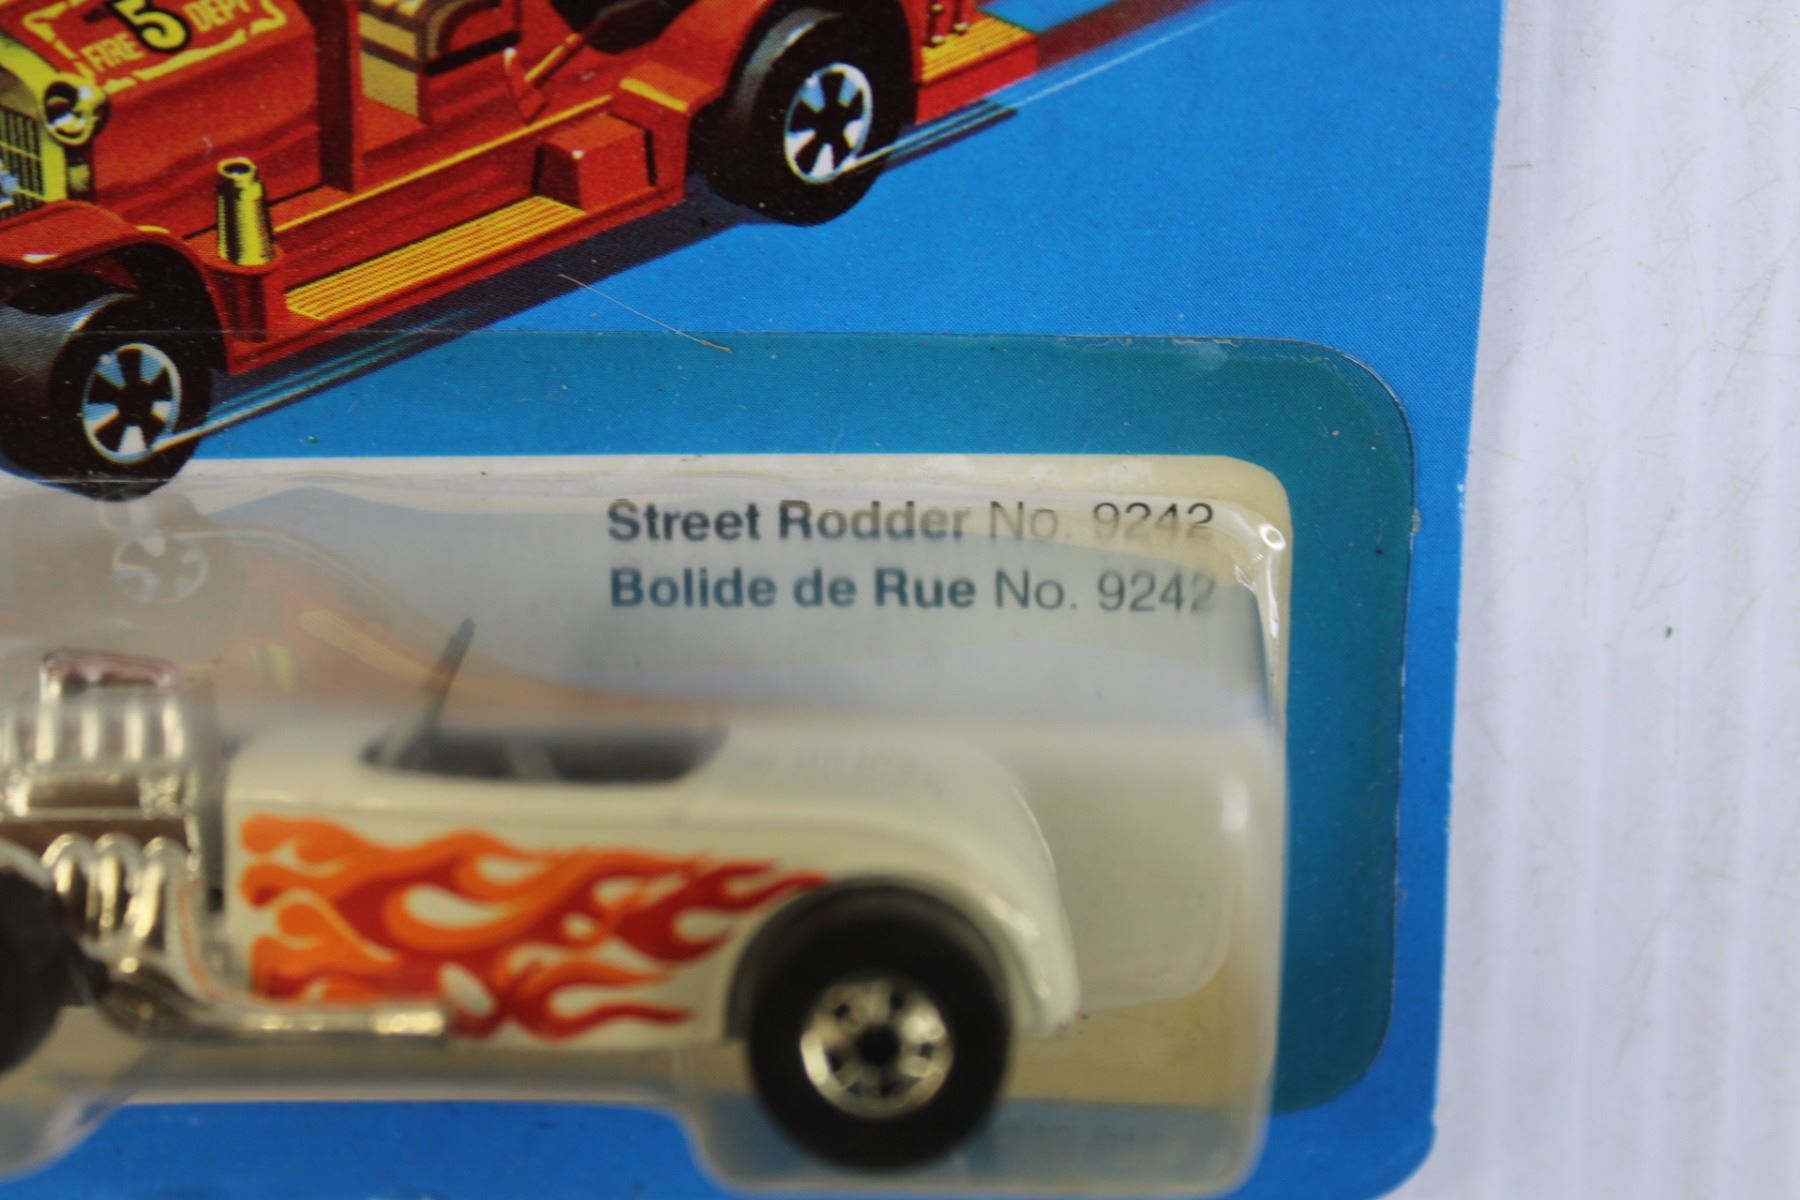 5
FIRE DEPT
Street Rodder No. 9242
Bolide de Rue No. 9242